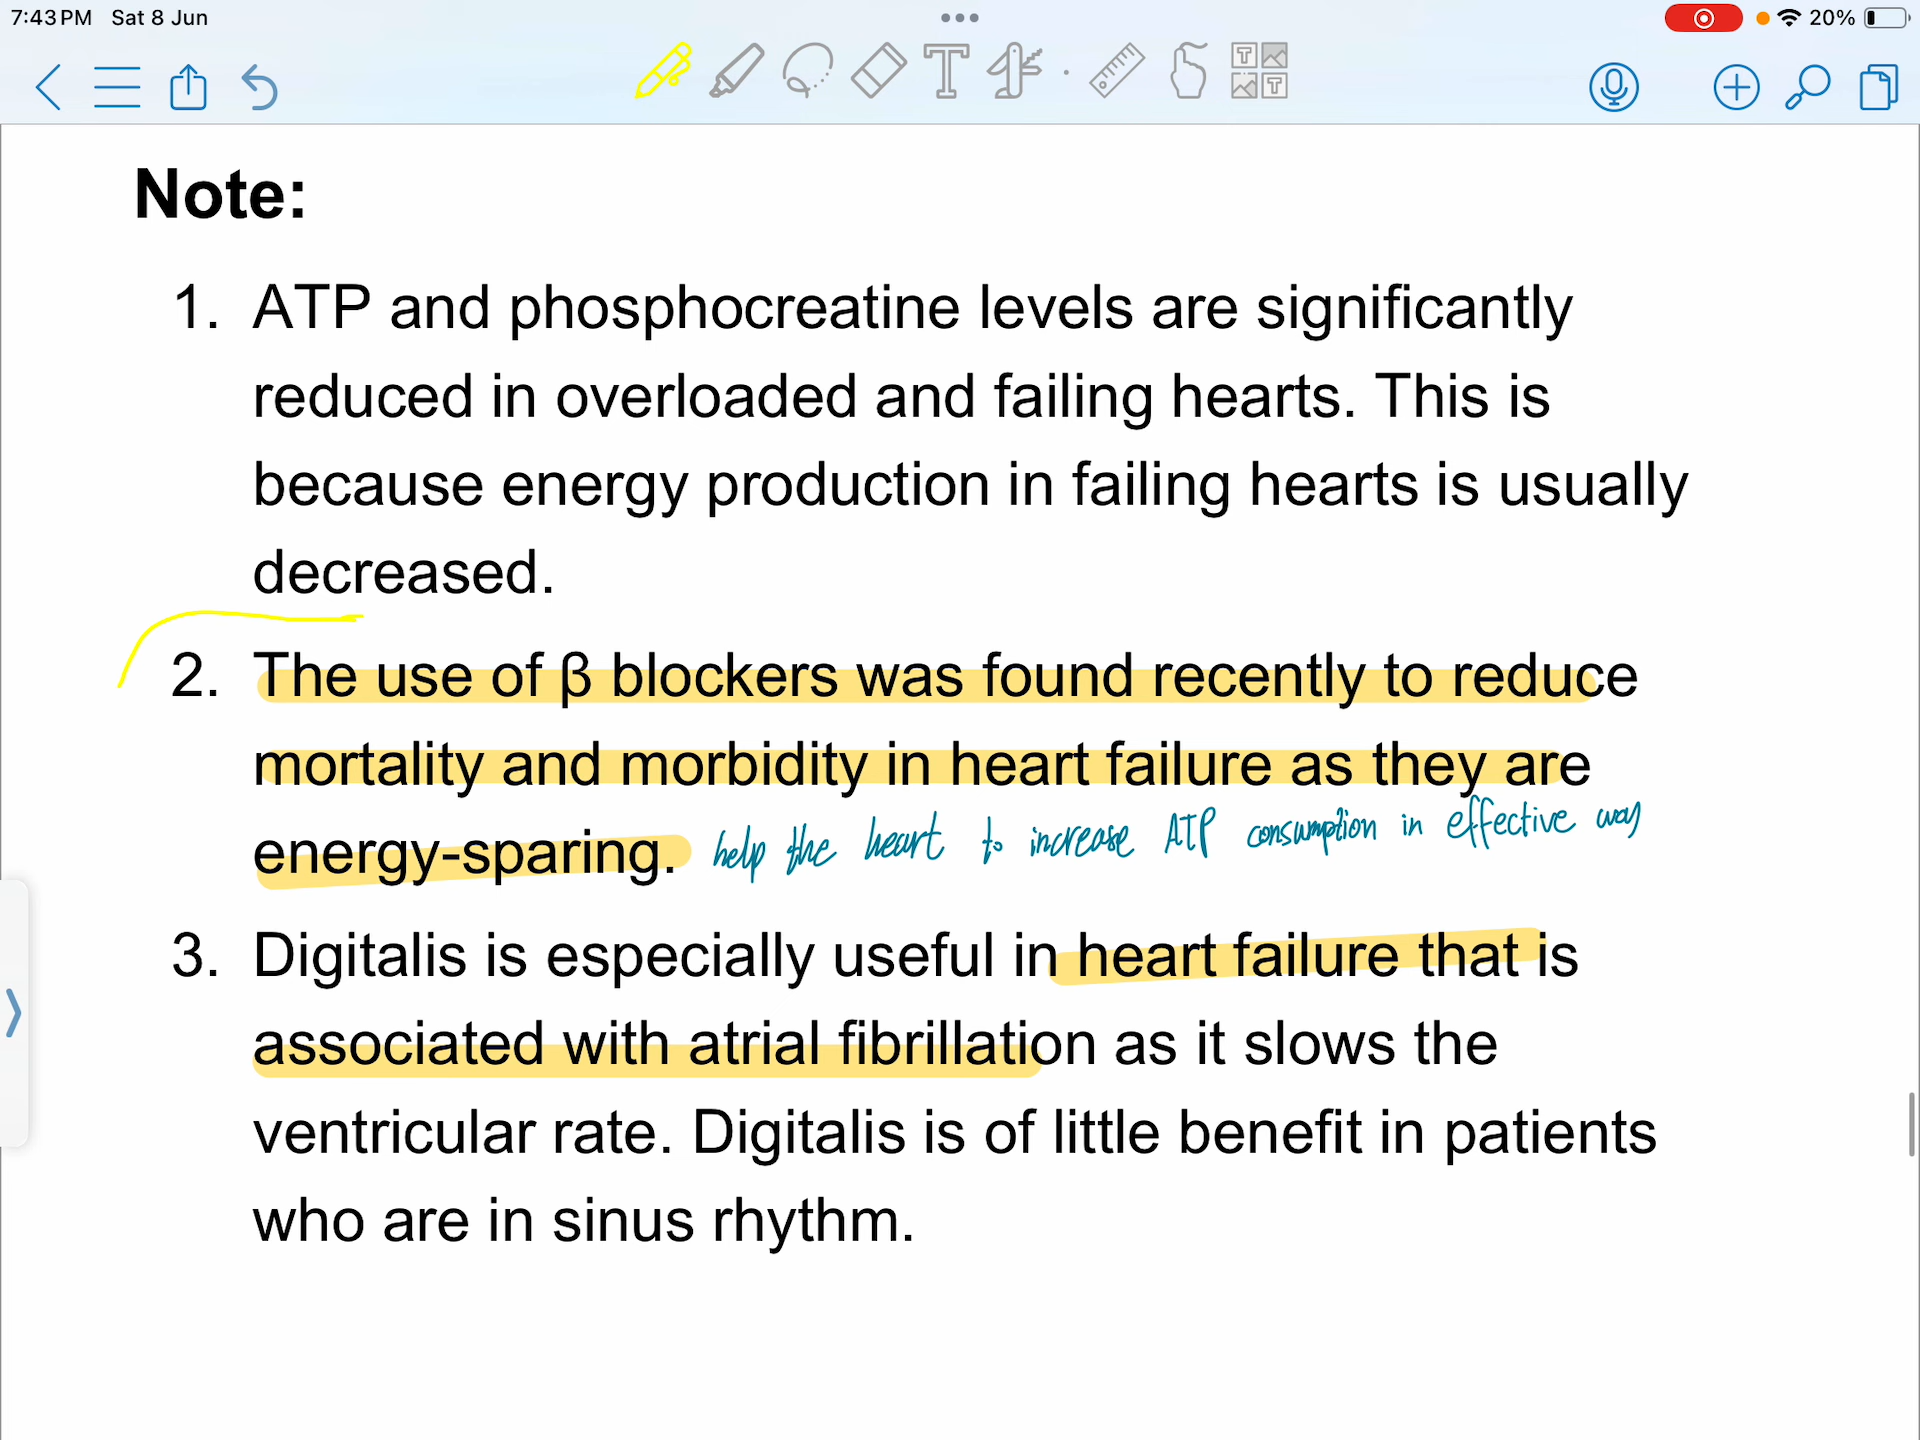 7:43 PM Sat 8 Jun
20%
Note:
1. ATP and phosphocreatine levels are significantly
reduced in overloaded and failing hearts. This is
because energy production in failing hearts is usually
decreased.
2. The use of β blockers was found recently to reduce
mortality and morbidity in heart failure as they are
energy-sparing. help the heart to increase ATP consumption in effective way
3. Digitalis is especially useful in heart failure that is
associated with atrial fibrillation as it slows the
ventricular rate. Digitalis is of little benefit in patients
who are in sinus rhythm.